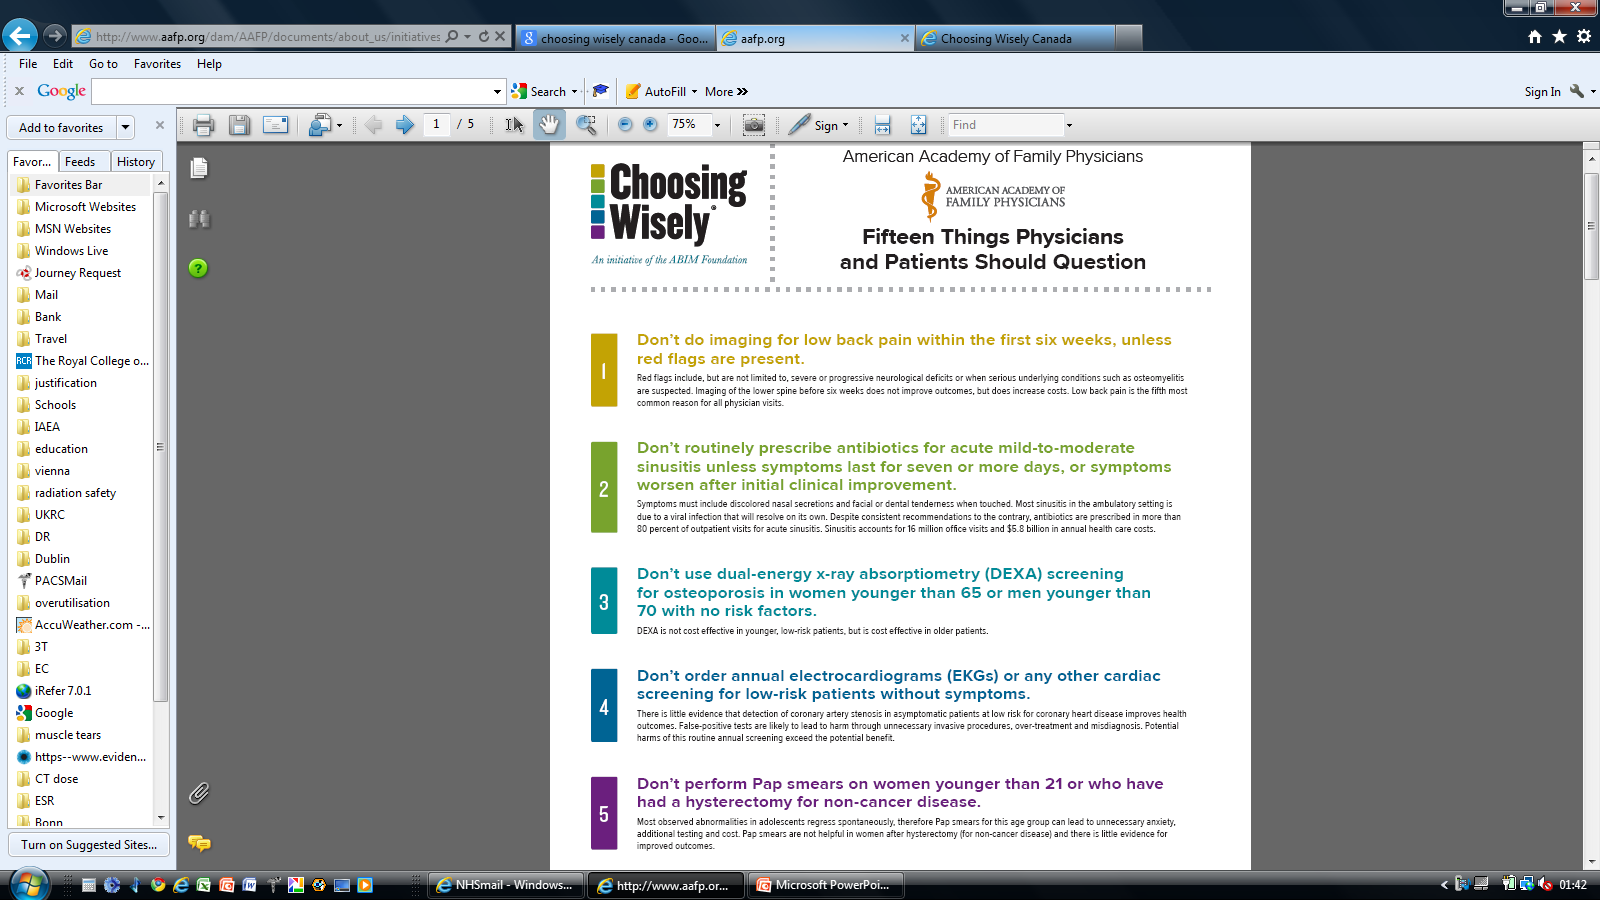 http://www.aafp.org/dam/AAFP/documents/about_us/initiatives
choosing wisely canada - Goo...
aafp.org
Choosing Wisely Canada
File Edit Go to Favorites Help
Google
Search
AutoFill
More
Sign In
Add to favorites
1 / 5
75%
Sign
Find
Favor... Feeds History
Favorites Bar
Microsoft Websites
MSN Websites
Windows Live
Journey Request
Mail
Bank
Travel
RCR The Royal College o...
justification
Schools
IAEA
education
vienna
radiation safety
UKRC
DR
Dublin
PACSMail
overutilisation
AccuWeather.com -...
3T
EC
iRefer 7.0.1
Google
muscle tears
https--www.eviden...
CT dose
ESR
Bonn
Turn on Suggested Sites...
Choosing
Wisely®
An initiative of the ABIM Foundation
American Academy of Family Physicians
AMERICAN ACADEMY OF
FAMILY PHYSICIANS
Fifteen Things Physicians
and Patients Should Question
1
Don't do imaging for low back pain within the first six weeks, unless
red flags are present.
Red flags include, but are not limited to, severe or progressive neurological deficits or when serious underlying conditions such as osteomyelitis
are suspected. Imaging of the lower spine before six weeks does not improve outcomes, but does increase costs. Low back pain is the fifth most
common reason for all physician visits.
2
Don't routinely prescribe antibiotics for acute mild-to-moderate
sinusitis unless symptoms last for seven or more days, or symptoms
worsen after initial clinical improvement.
Symptoms must include discolored nasal secretions and facial or dental tenderness when touched. Most sinusitis in the ambulatory setting is
due to a viral infection that will resolve on its own. Despite consistent recommendations to the contrary, antibiotics are prescribed in more than
80 percent of outpatient visits for acute sinusitis. Sinusitis accounts for 16 million office visits and $5.8 billion in annual health care costs.
3
Don't use dual-energy x-ray absorptiometry (DEXA) screening
for osteoporosis in women younger than 65 or men younger than
70 with no risk factors.
DEXA is not cost effective in younger, low-risk patients, but is cost effective in older patients.
4
Don't order annual electrocardiograms (EKGs) or any other cardiac
screening for low-risk patients without symptoms.
There is little evidence that detection of coronary artery stenosis in asymptomatic patients at low risk for coronary heart disease improves health
outcomes. False-positive tests are likely to lead to harm through unnecessary invasive procedures, over-treatment and misdiagnosis. Potential
harms of this routine annual screening exceed the potential benefit.
5
Don't perform Pap smears on women younger than 21 or who have
had a hysterectomy for non-cancer disease.
Most observed abnormalities in adolescents regress spontaneously, therefore Pap smears for this age group can lead to unnecessary anxiety,
additional testing and cost. Pap smears are not helpful in women after hysterectomy (for non-cancer disease) and there is little evidence for
improved outcomes.
NHSmail - Windows...
http://www.aafp.or...
Microsoft PowerPoi...
01:42